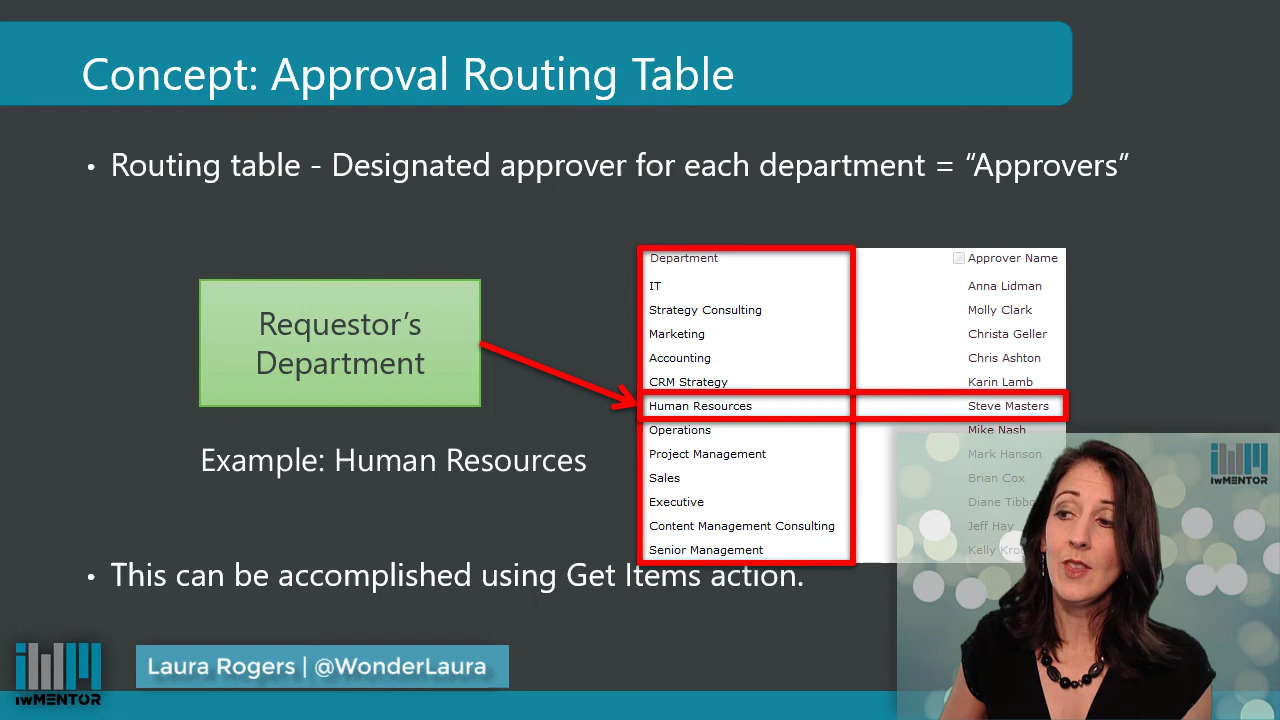 Concept: Approval Routing Table
• Routing table - Designated approver for each department = “Approvers”
Requestor’s
Department
Example: Human Resources
Department Approver Name
IT Anna Lidman
Strategy Consulting Molly Clark
Marketing Christa Geller
Accounting Chris Ashton
CRM Strategy Karin Lamb
Human Resources Steve Masters
Operations Mike Nash
Project Management Mark Hanson
Sales Brian Cox
Executive Diane
Content Management Consulting Jeff Hay
Senior Management Kelly
• This can be accomplished using Get Items action.
iwMENTOR
Laura Rogers | @WonderLaura
iwMENTOR